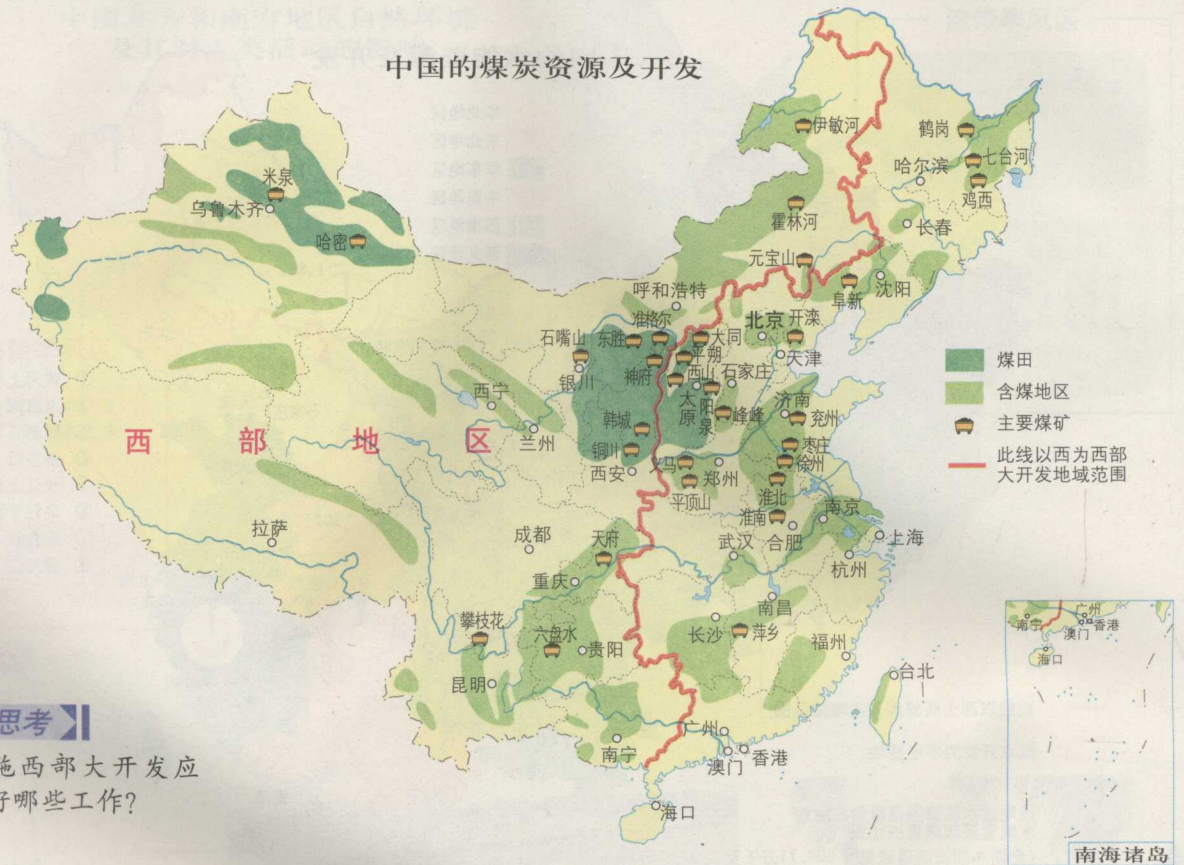 中国的煤炭资源及开发
伊敏河
鹤岗
七台河
哈尔滨
鸡西
米泉
乌鲁木齐
霍林河
长春
哈密
元宝山
沈阳
阜新
呼和浩特
准格尔
北京
开滦
石嘴山
东胜
大同
平朔
天津
银川
神府
西山
石家庄
太原
阳泉
西宁
济南
兖州
韩城
峰峰
兰州
枣庄
铜川
义马
郑州
徐州
西安
平顶山
淮北
西部地区
煤田
含煤地区
主要煤矿
此线以西为西部
大开发地域范围
淮南
南京
拉萨
成都
天府
武汉
合肥
上海
杭州
重庆
南昌
攀枝花
六盘水
贵阳
长沙
萍乡
福州
昆明
台北
南宁
广州
澳门
香港
海口
思考
施西部大开发应
好哪些工作?
南宁
广州
澳门
香港
海口
南海诸岛